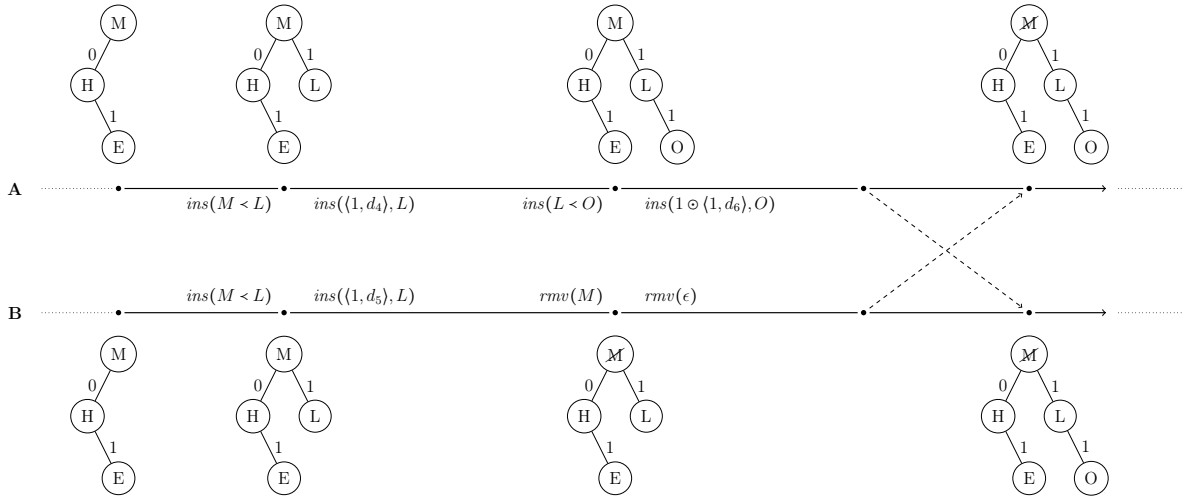 M M M M̸
0 0 1 0 1 0 1
H H L H L H L
1 1 1 1 1 1
E E E O E O
A
ins(M < L) ins(⟨1, d₄⟩, L) ins(L < O) ins(1 ⊙ ⟨1, d₆⟩, O)
ins(M < L) ins(⟨1, d₅⟩, L) rmv(M) rmv(ϵ)
B
M M M̸ M̸
0 0 1 0 1 0 1
H H L H L H L
1 1 1 1 1
E E E E O